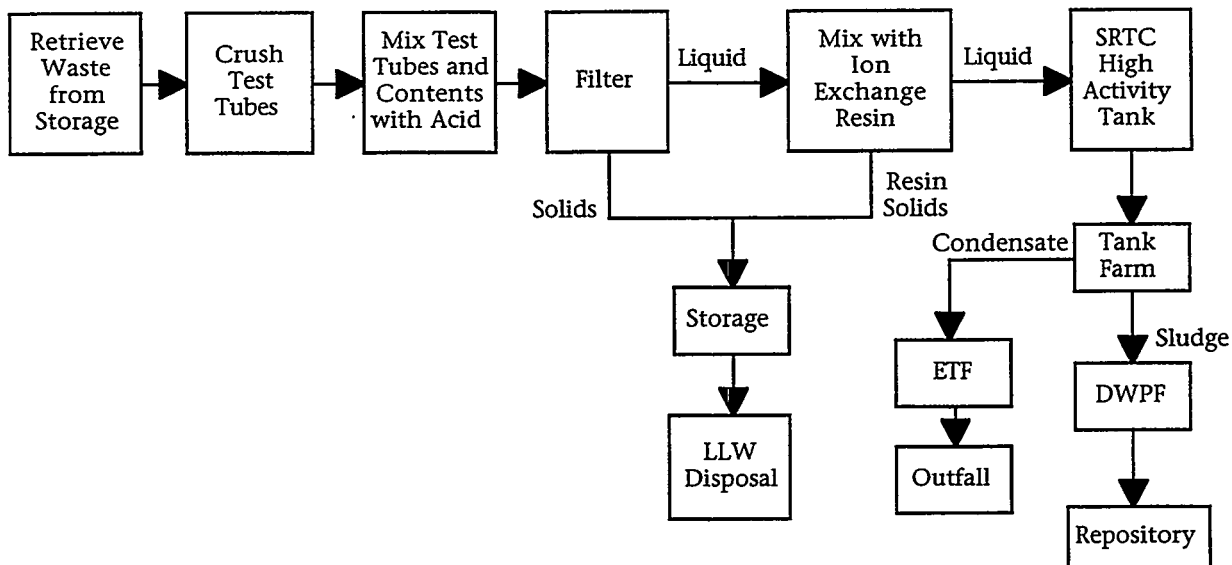 Retrieve
Waste
from
Storage
Crush
Test
Tubes
Mix Test
Tubes and
Contents
with Acid
Filter
Liquid
Mix with
Ion
Exchange
Resin
Liquid
SRTC
High
Activity
Tank
Solids
Resin
Solids
Condensate
Tank
Farm
Storage
Sludge
ETF
DWPF
LLW
Disposal
Outfall
Repository